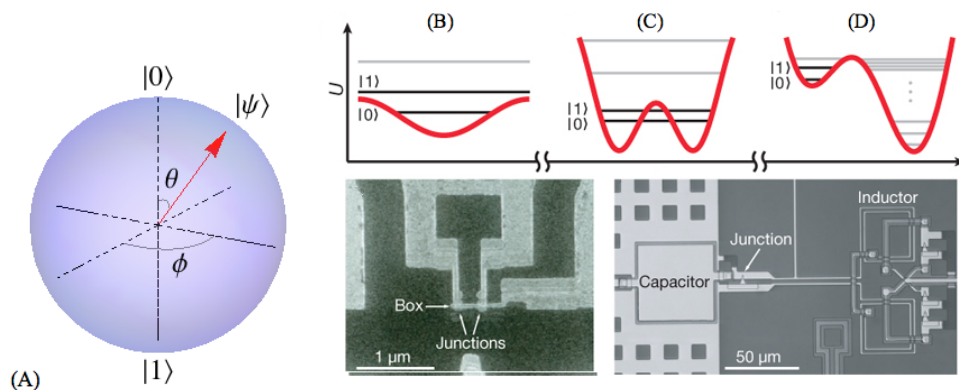 (A)
|0⟩
|ψ⟩
θ
ϕ
|1⟩
(B)
(C)
(D)
U
|1⟩
|0⟩
|1⟩
|0⟩
|1⟩
|0⟩
Box
Junctions
1 µm
Capacitor
Junction
Inductor
50 µm